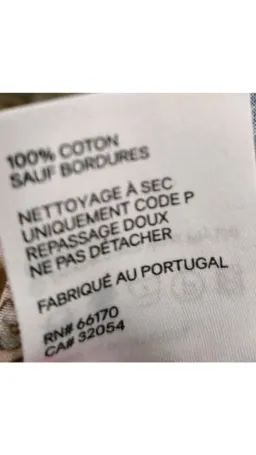 100% COTON
SAUF BORDURES
NETTOYAGE À SEC
UNIQUEMENT CODE P
REPASSAGE DOUX
NE PAS DÉTACHER
FABRIQUÉ AU PORTUGAL
RN# 66170
CA# 32054